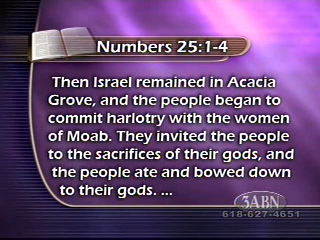 Numbers 25:1-4
Then Israel remained in Acacia
Grove, and the people began to
commit harlotry with the women
of Moab. They invited the people
to the sacrifices of their gods, and
the people ate and bowed down
to their gods. ...
3ABN
618-627-4651